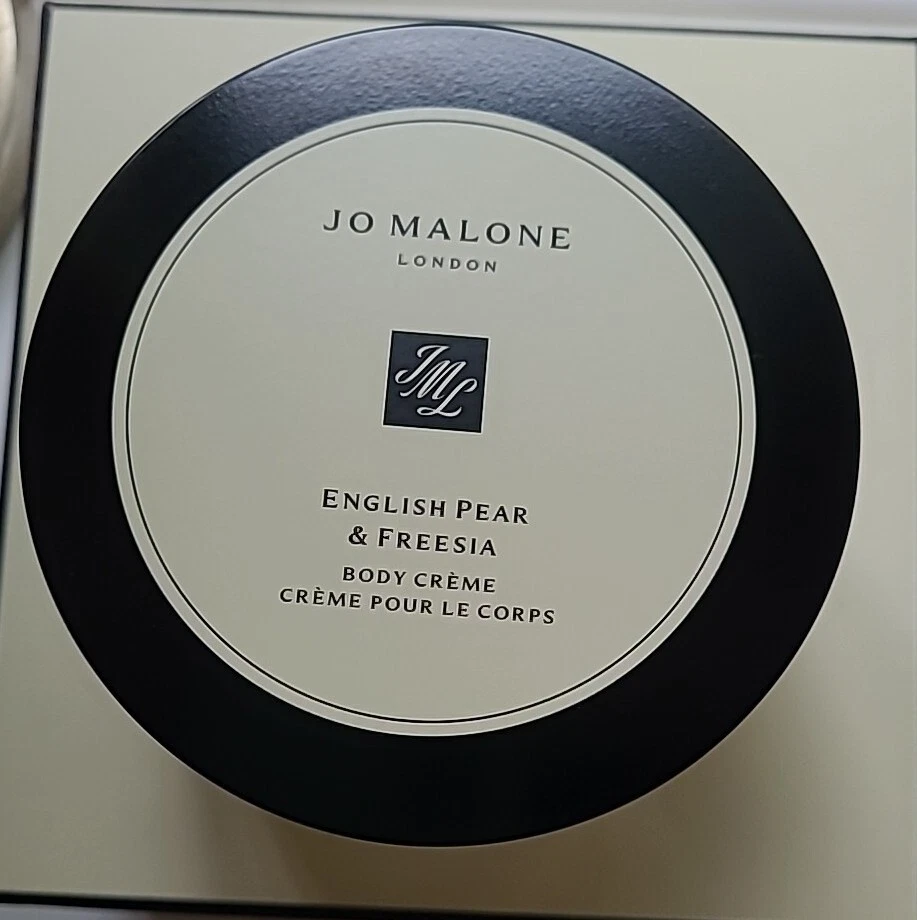 JO MALONE
LONDON
JML
ENGLISH PEAR
& FREESIA
BODY CRÈME
CRÈME POUR LE CORPS